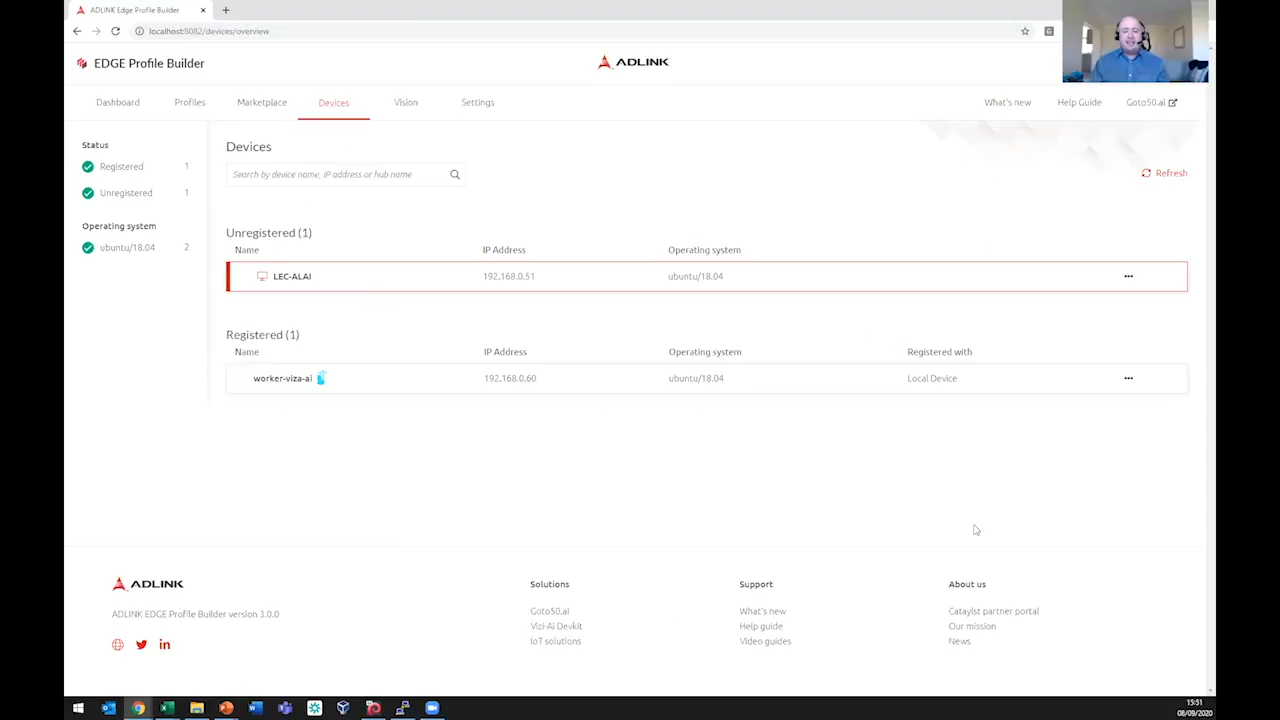 ADLINK Edge Profile Builder
localhost:8082/devices/overview
EDGE Profile Builder
ADLINK
Dashboard Profiles Marketplace Devices Vision Settings What's new Help Guide Goto50.ai
Status
Registered 1
Unregistered 1
Operating system
ubuntu/18.04 2
Devices
Search by device name, IP address or hub name
Refresh
Unregistered (1)
Name IP Address Operating system
LEC-ALAI 192.168.0.51 ubuntu/18.04
Registered (1)
Name IP Address Operating system Registered with
worker-viza-ai 192.168.0.60 ubuntu/18.04 Local Device
ADLINK
ADLINK EDGE Profile Builder version 3.0.0
Solutions
Goto50.ai
Vizi-Ai Devkit
IoT solutions
Support
What's new
Help guide
Video guides
About us
Cataylst partner portal
Our mission
News
15:51
08/09/2020